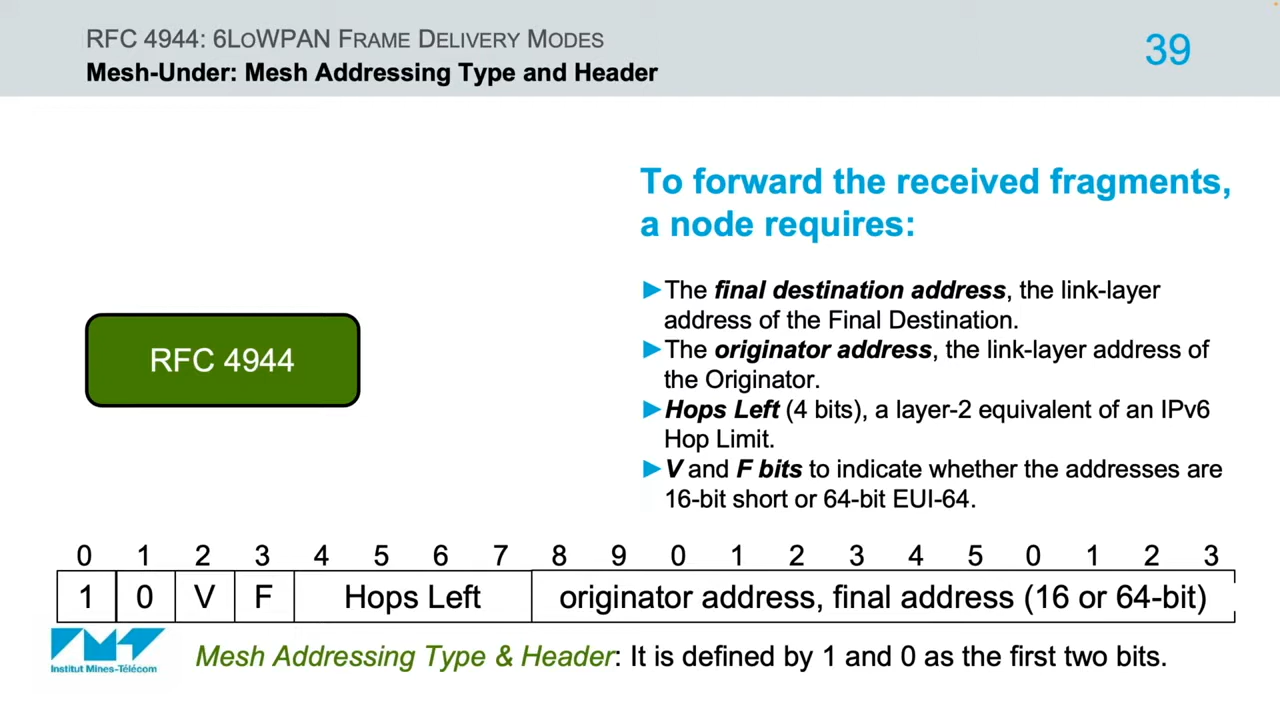 RFC 4944: 6LOWPAN FRAME DELIVERY MODES
Mesh-Under: Mesh Addressing Type and Header
39
To forward the received fragments,
a node requires:
►The final destination address, the link-layer
address of the Final Destination.
►The originator address, the link-layer address of
the Originator.
►Hops Left (4 bits), a layer-2 equivalent of an IPv6
Hop Limit.
►V and F bits to indicate whether the addresses are
16-bit short or 64-bit EUI-64.
RFC 4944
0 1 2 3 4 5 6 7 8 9 0 1 2 3 4 5 0 1 2 3
1 0 V F Hops Left originator address, final address (16 or 64-bit)
Institut Mines-Télécom
Mesh Addressing Type & Header: It is defined by 1 and 0 as the first two bits.